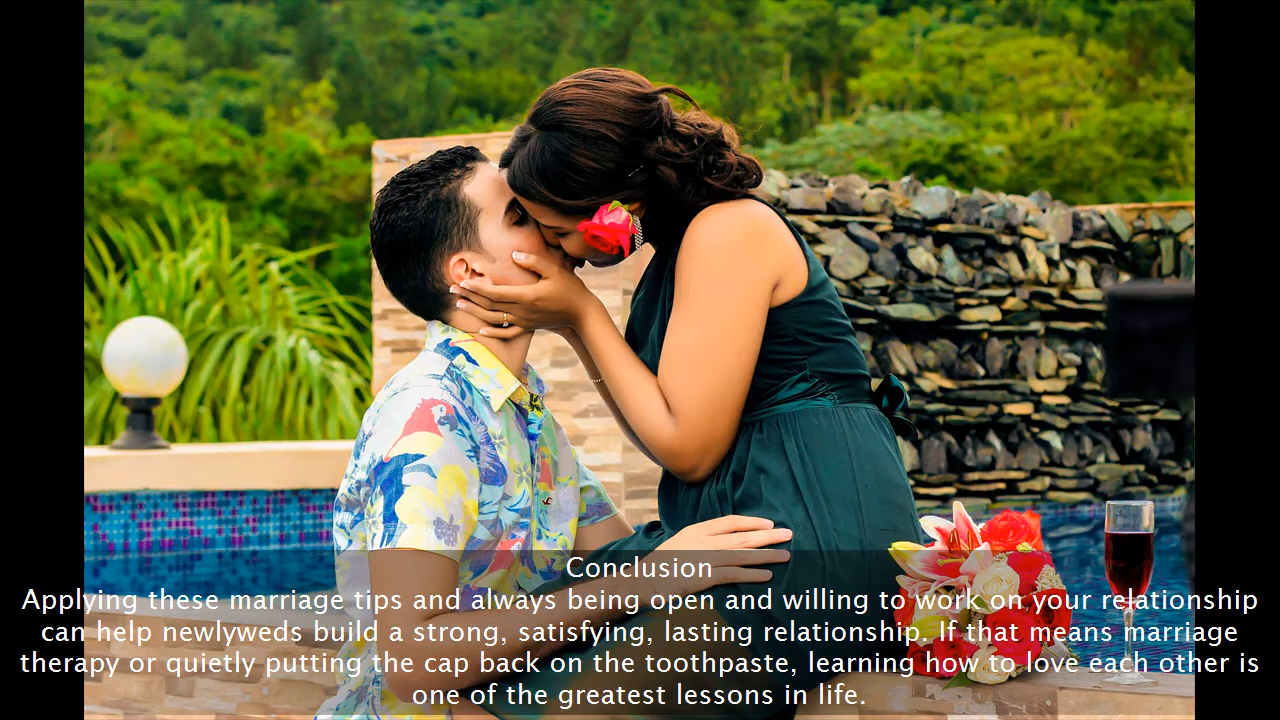 Conclusion
Applying these marriage tips and always being open and willing to work on your relationship
can help newlyweds build a strong, satisfying, lasting relationship. If that means marriage
therapy or quietly putting the cap back on the toothpaste, learning how to love each other is
one of the greatest lessons in life.